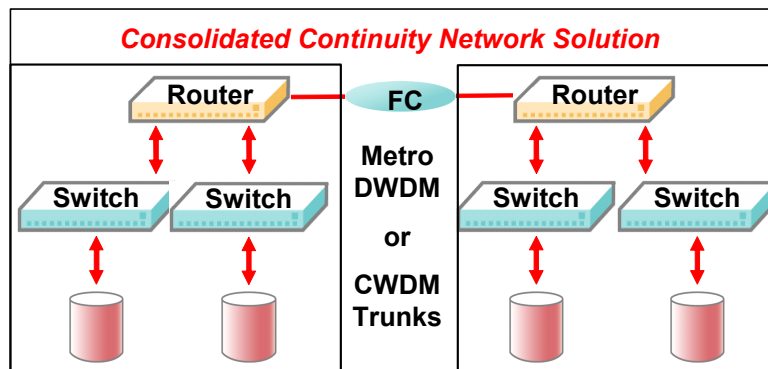 Consolidated Continuity Network Solution
Router
FC
Router
Switch
Switch
Metro
DWDM
or
CWDM
Trunks
Switch
Switch